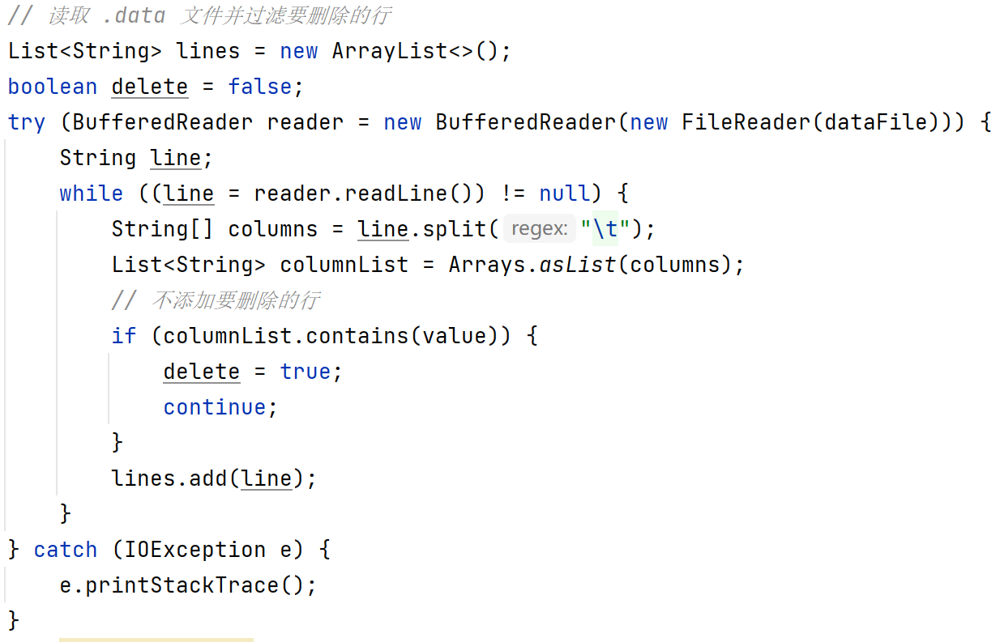 // 读取 .data 文件并过滤要删除的行
List<String> lines = new ArrayList<>();
boolean delete = false;
try (BufferedReader reader = new BufferedReader(new FileReader(dataFile))) {
    String line;
    while ((line = reader.readLine()) != null) {
        String[] columns = line.split( regex: "\t");
        List<String> columnList = Arrays.asList(columns);
        // 不添加要删除的行
        if (columnList.contains(value)) {
            delete = true;
            continue;
        }
        lines.add(line);
    }
} catch (IOException e) {
    e.printStackTrace();
}